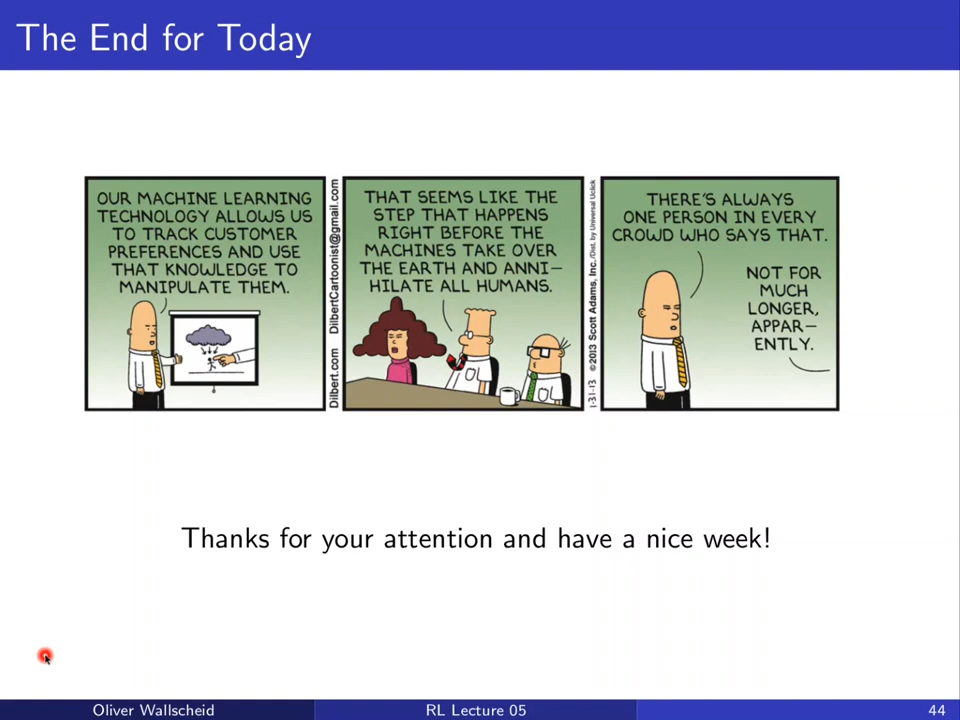 The End for Today
OUR MACHINE LEARNING
TECHNOLOGY ALLOWS US
TO TRACK CUSTOMER
PREFERENCES AND USE
THAT KNOWLEDGE TO
MANIPULATE THEM.
Dilbert.com DilbertCartoonist@gmail.com
THAT SEEMS LIKE THE
STEP THAT HAPPENS
RIGHT BEFORE THE
MACHINES TAKE OVER
THE EARTH AND ANNI-
HILATE ALL HUMANS.
1-31-13 ©2013 Scott Adams, Inc./Dist. by Universal Uclick
THERE'S ALWAYS
ONE PERSON IN EVERY
CROWD WHO SAYS THAT.
NOT FOR
MUCH
LONGER,
APPAR-
ENTLY.
Thanks for your attention and have a nice week!
Oliver Wallscheid
RL Lecture 05
44